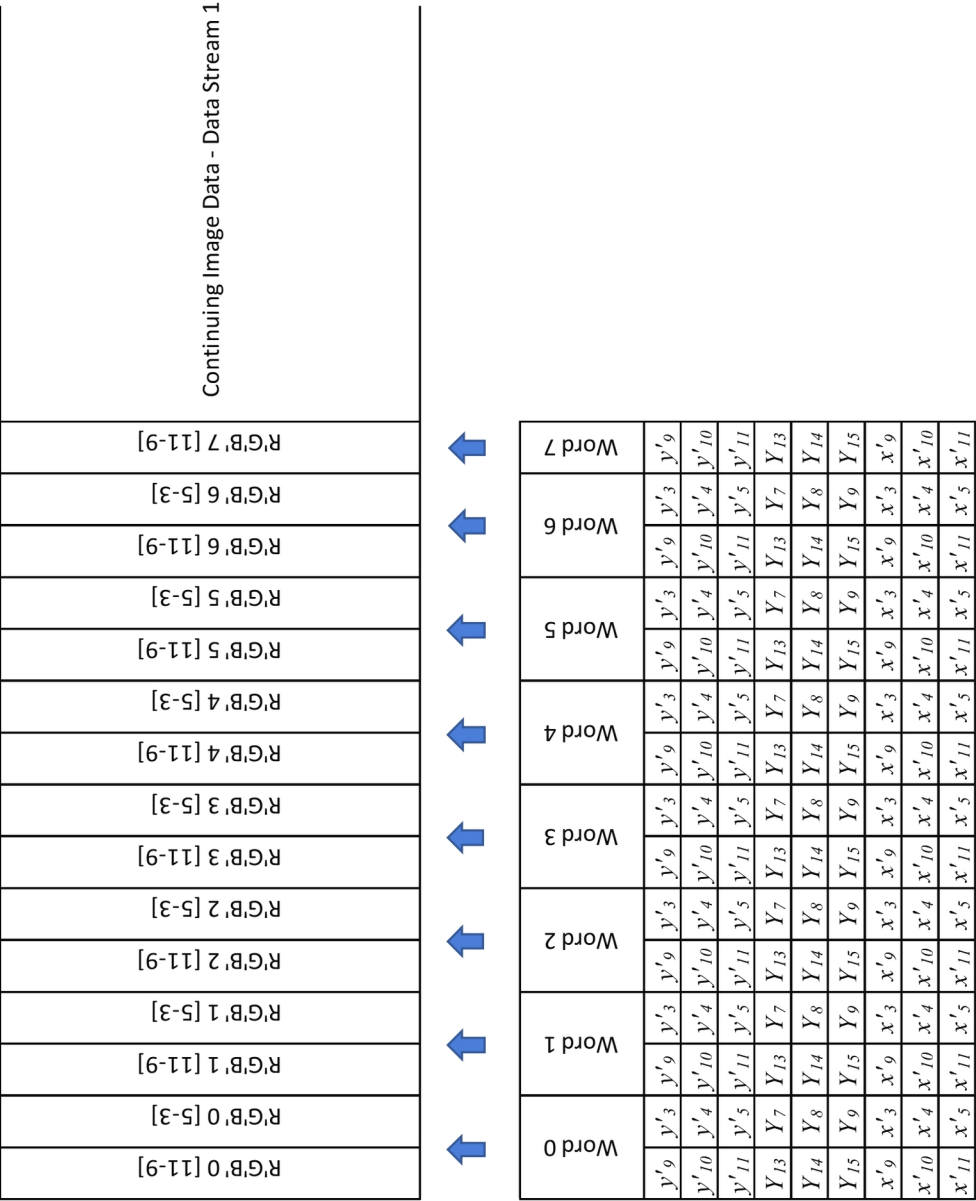 R'G'B' 0 [11-9]
R'G'B' 0 [5-3]
R'G'B' 1 [11-9]
R'G'B' 1 [5-3]
R'G'B' 2 [11-9]
R'G'B' 2 [5-3]
R'G'B' 3 [11-9]
R'G'B' 3 [5-3]
R'G'B' 4 [11-9]
R'G'B' 4 [5-3]
R'G'B' 5 [11-9]
R'G'B' 5 [5-3]
R'G'B' 6 [11-9]
R'G'B' 6 [5-3]
R'G'B' 7 [11-9]
Continuing Image Data - Data Stream 1
Word 0 Word 1 Word 2 Word 3 Word 4 Word 5 Word 6 Word 7
y'9 y'3 y'9 y'3 y'9 y'3 y'9 y'3 y'9 y'3 y'9 y'3 y'9 y'3 y'9
y'10 y'4 y'10 y'4 y'10 y'4 y'10 y'4 y'10 y'4 y'10 y'4 y'10 y'4 y'10
y'11 y'5 y'11 y'5 y'11 y'5 y'11 y'5 y'11 y'5 y'11 y'5 y'11 y'5 y'11
Y13 Y7 Y13 Y7 Y13 Y7 Y13 Y7 Y13 Y7 Y13 Y7 Y13 Y7 Y13
Y14 Y8 Y14 Y8 Y14 Y8 Y14 Y8 Y14 Y8 Y14 Y8 Y14 Y8 Y14
Y15 Y9 Y15 Y9 Y15 Y9 Y15 Y9 Y15 Y9 Y15 Y9 Y15 Y9 Y15
x'9 x'3 x'9 x'3 x'9 x'3 x'9 x'3 x'9 x'3 x'9 x'3 x'9 x'3 x'9
x'10 x'4 x'10 x'4 x'10 x'4 x'10 x'4 x'10 x'4 x'10 x'4 x'10 x'4 x'10
x'11 x'5 x'11 x'5 x'11 x'5 x'11 x'5 x'11 x'5 x'11 x'5 x'11 x'5 x'11